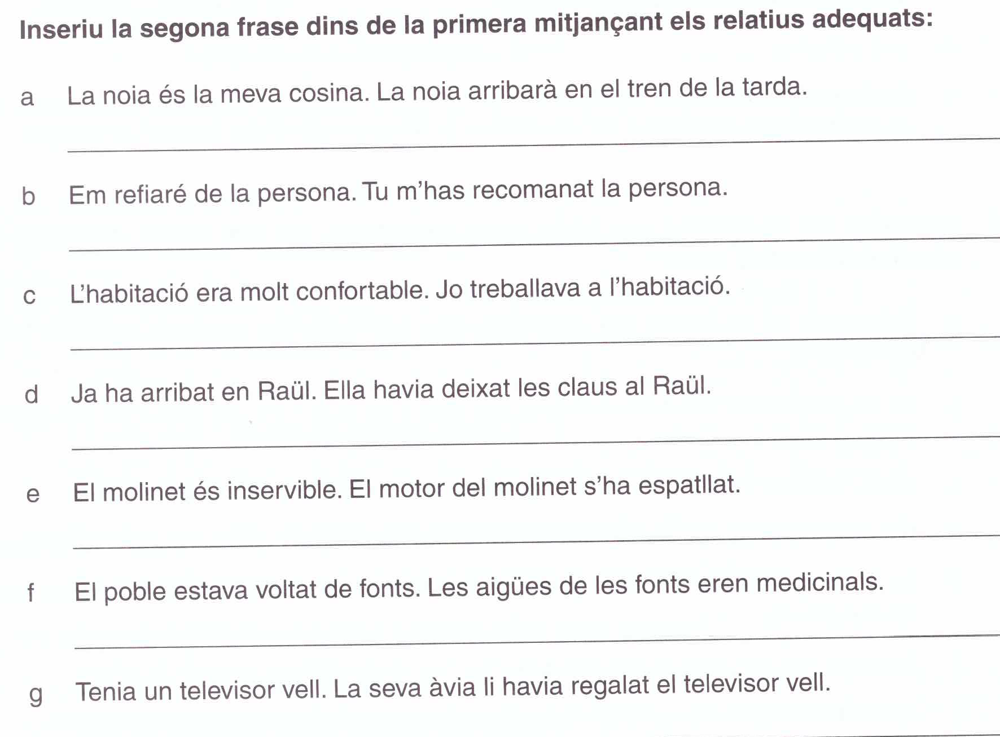 Inseriu la segona frase dins de la primera mitjançant els relatius adequats:
a La noia és la meva cosina. La noia arribarà en el tren de la tarda.
b Em refiaré de la persona. Tu m'has recomanat la persona.
c L'habitació era molt confortable. Jo treballava a l'habitació.
d Ja ha arribat en Raül. Ella havia deixat les claus al Raül.
e El molinet és inservible. El motor del molinet s'ha espatllat.
f El poble estava voltat de fonts. Les aigües de les fonts eren medicinals.
g Tenia un televisor vell. La seva àvia li havia regalat el televisor vell.